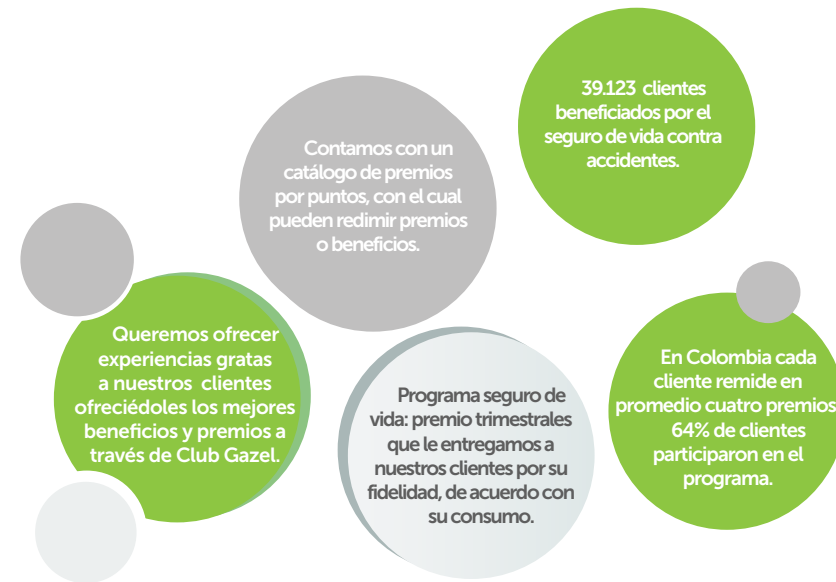 39.123 clientes
beneficiados por el
seguro de vida contra
accidentes.
Contamos con un
catálogo de premios
por puntos, con el cual
pueden redimir premios
o beneficios.
Queremos ofrecer
experiencias gratas
a nuestros clientes
ofreciédoles los mejores
beneficios y premios a
través de Club Gazel.
Programa seguro de
vida: premio trimestrales
que le entregamos a
nuestros clientes por su
fidelidad, de acuerdo con
su consumo.
En Colombia cada
cliente remide en
promedio cuatro premios
64% de clientes
participaron en el
programa.